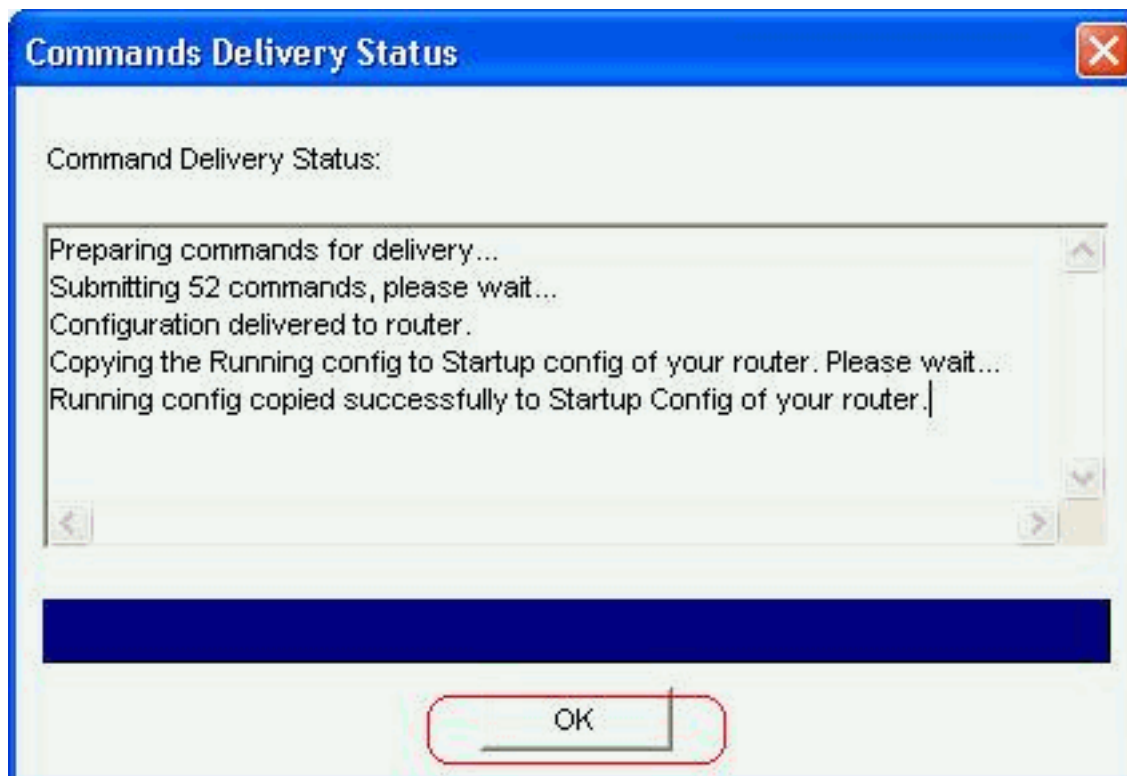 Commands Delivery Status
Command Delivery Status:
Preparing commands for delivery...
Submitting 52 commands, please wait...
Configuration delivered to router.
Copying the Running config to Startup config of your router. Please wait...
Running config copied successfully to Startup Config of your router.
OK